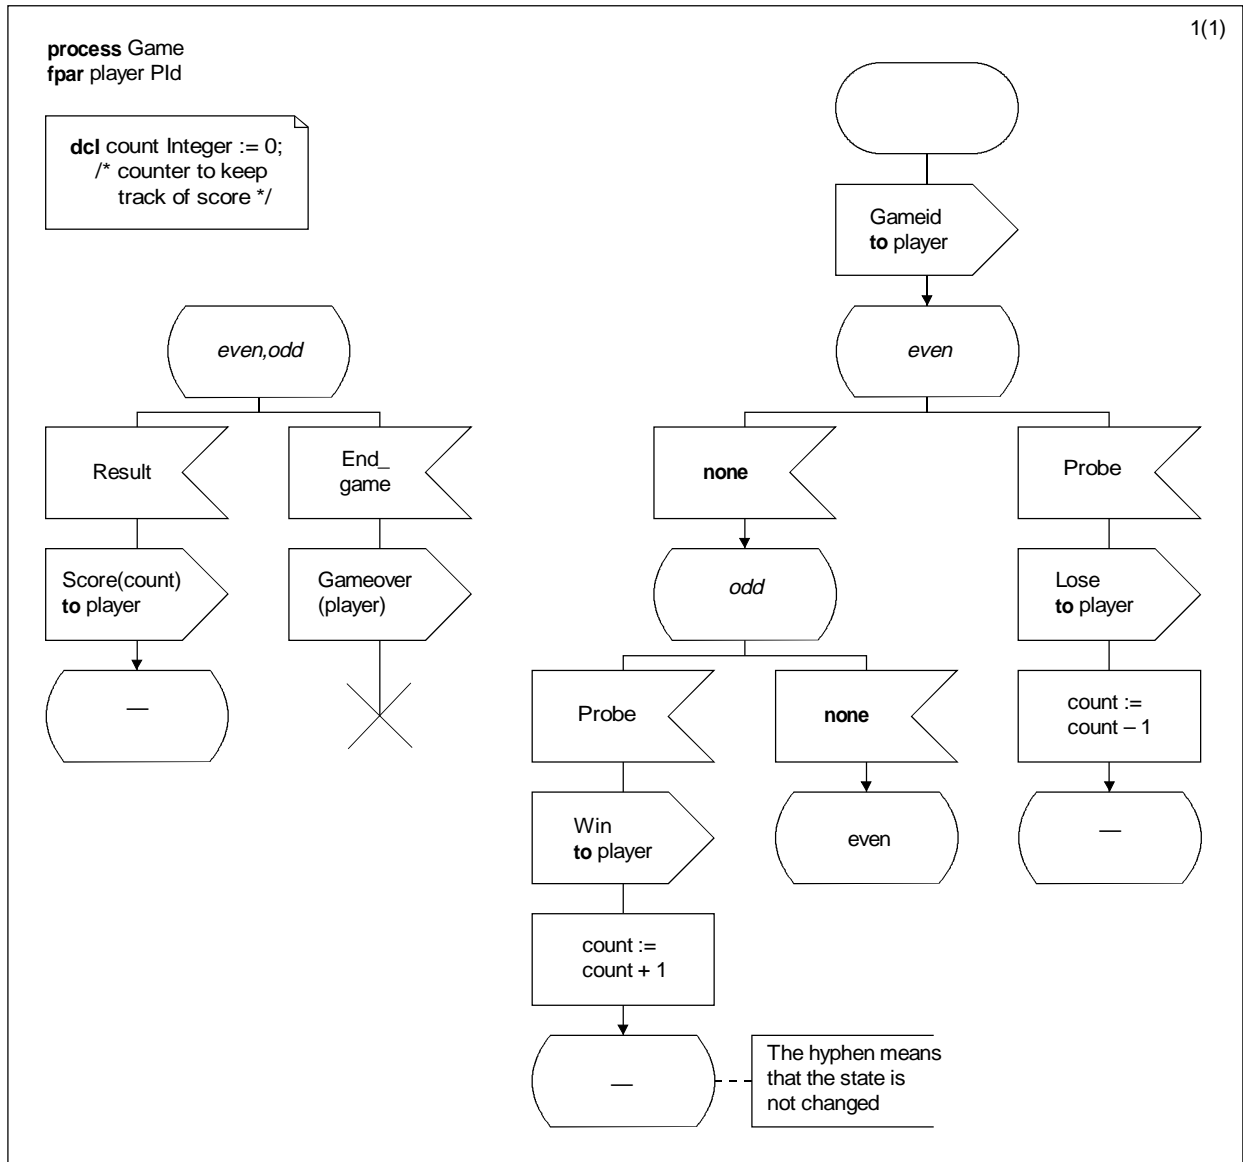 1(1)
process Game
fpar player PId
dcl count Integer := 0;
/* counter to keep
track of score */
Gameid
to player
even,odd
even
Result
End_
game
none
Probe
Score(count)
to player
Gameover
(player)
odd
Lose
to player
—
Probe
none
count :=
count – 1
Win
to player
even
—
count :=
count + 1
—
The hyphen means
that the state is
not changed